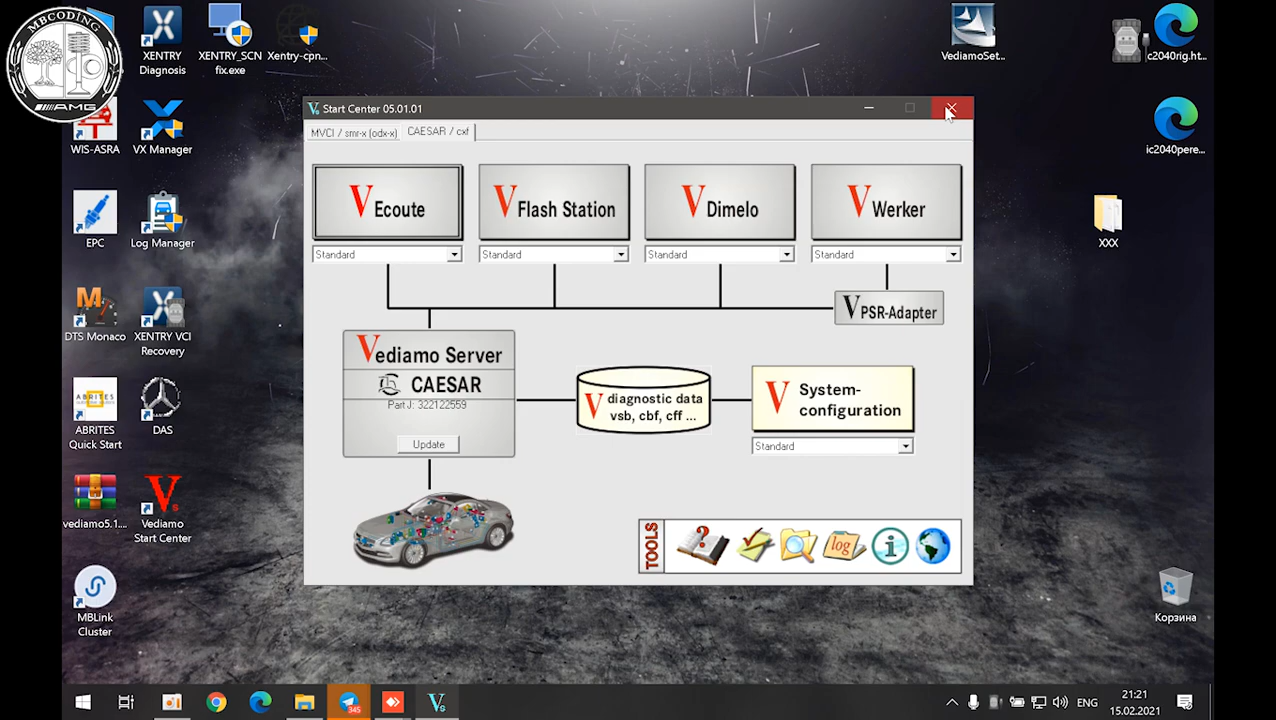 MBCODING
AMG
XENTRY
Diagnosis
XENTRY_SCN
fix.exe
Xentry-cpn...
VediamoSet...
c2040rig.ht...
WIS-ASRA
VX Manager
ic2040pere...
EPC
Log Manager
XXX
DTS Monaco
XENTRY VCI
Recovery
ABRITES
ABRITES
Quick Start
DAS
vediamo5.1....
Vediamo
Start Center
MBLink
Cluster
Корзина
Start Center 05.01.01
MVCI / smr-x (odx-x)
CAESAR / cxf
V Ecoute
V Flash Station
V Dimelo
V Werker
Standard
Standard
Standard
Standard
V PSR-Adapter
Vediamo Server
CAESAR
Part J: 322122559
Update
V diagnostic data
vsb, cbf, cff ...
V System-
configuration
Standard
TOOLS
?
log
i
345
ENG
21:21
15.02.2021